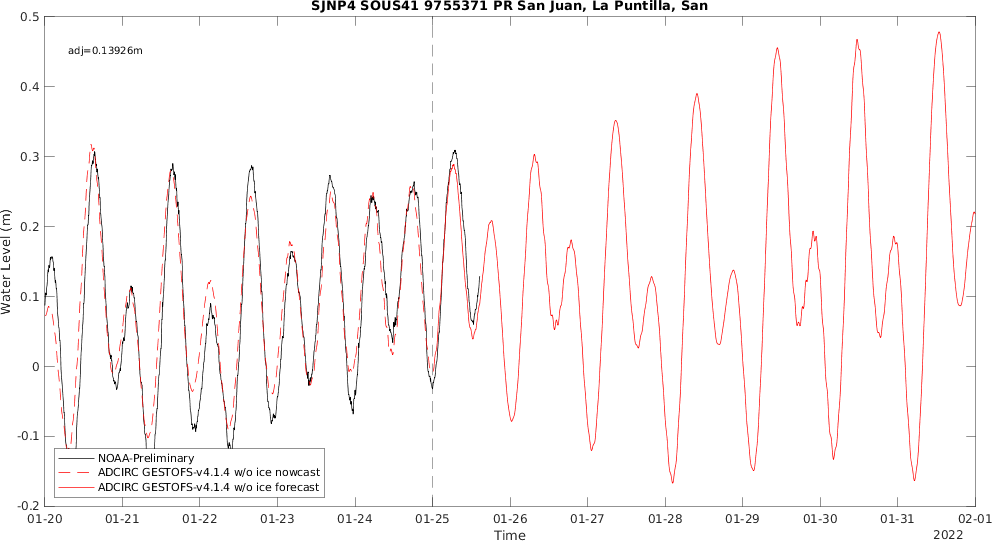 SJNP4 SOUS41 9755371 PR San Juan, La Puntilla, San
adj=0.13926m
0.5
0.4
0.3
0.2
0.1
0
-0.1
-0.2
Water Level (m)
NOAA-Preliminary
ADCIRC GESTOFS-v4.1.4 w/o ice nowcast
ADCIRC GESTOFS-v4.1.4 w/o ice forecast
01-20 01-21 01-22 01-23 01-24 01-25 01-26 01-27 01-28 01-29 01-30 01-31 02-01
Time
2022